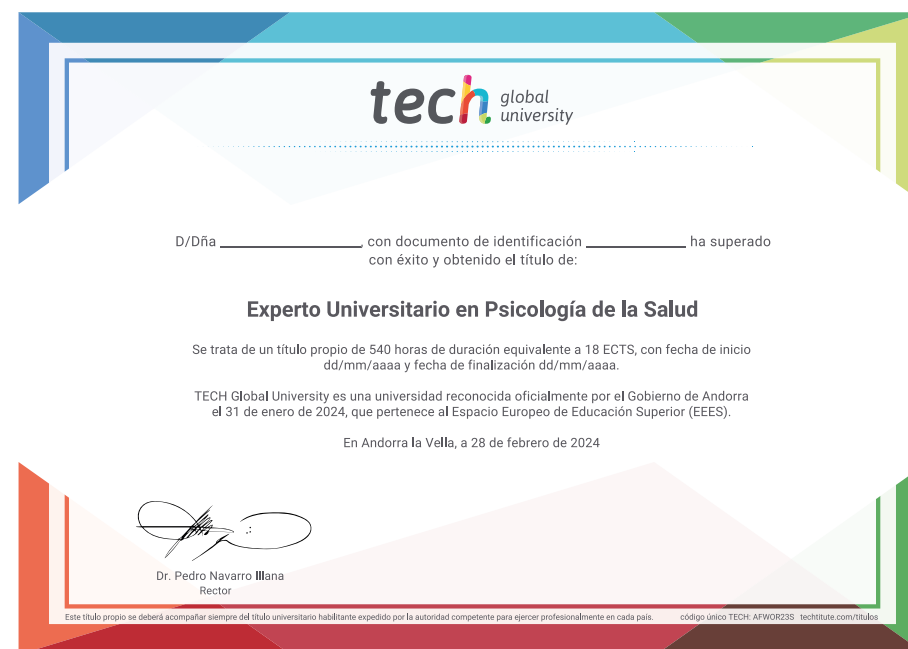 tech global university
D/Dña ____________________, con documento de identificación ______________ ha superado
con éxito y obtenido el título de:
Experto Universitario en Psicología de la Salud
Se trata de un título propio de 540 horas de duración equivalente a 18 ECTS, con fecha de inicio
dd/mm/aaaa y fecha de finalización dd/mm/aaaa.
TECH Global University es una universidad reconocida oficialmente por el Gobierno de Andorra
el 31 de enero de 2024, que pertenece al Espacio Europeo de Educación Superior (EEES).
En Andorra la Vella, a 28 de febrero de 2024
Dr. Pedro Navarro Illana
Rector
Este título propio se deberá acompañar siempre del título universitario habilitante expedido por la autoridad competente para ejercer profesionalmente en cada país. código único TECH: AFWOR23S techtitute.com/titulos